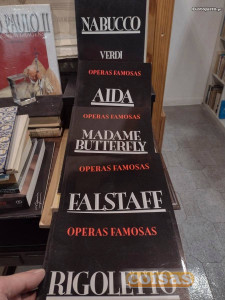 NABUCCO
VERDI
OPERAS FAMOSAS
AIDA
OPERAS FAMOSAS
MADAME
BUTTERFLY
OPERAS FAMOSAS
FALSTAFF
OPERAS FAMOSAS
RIGOLETTO
PAULO II